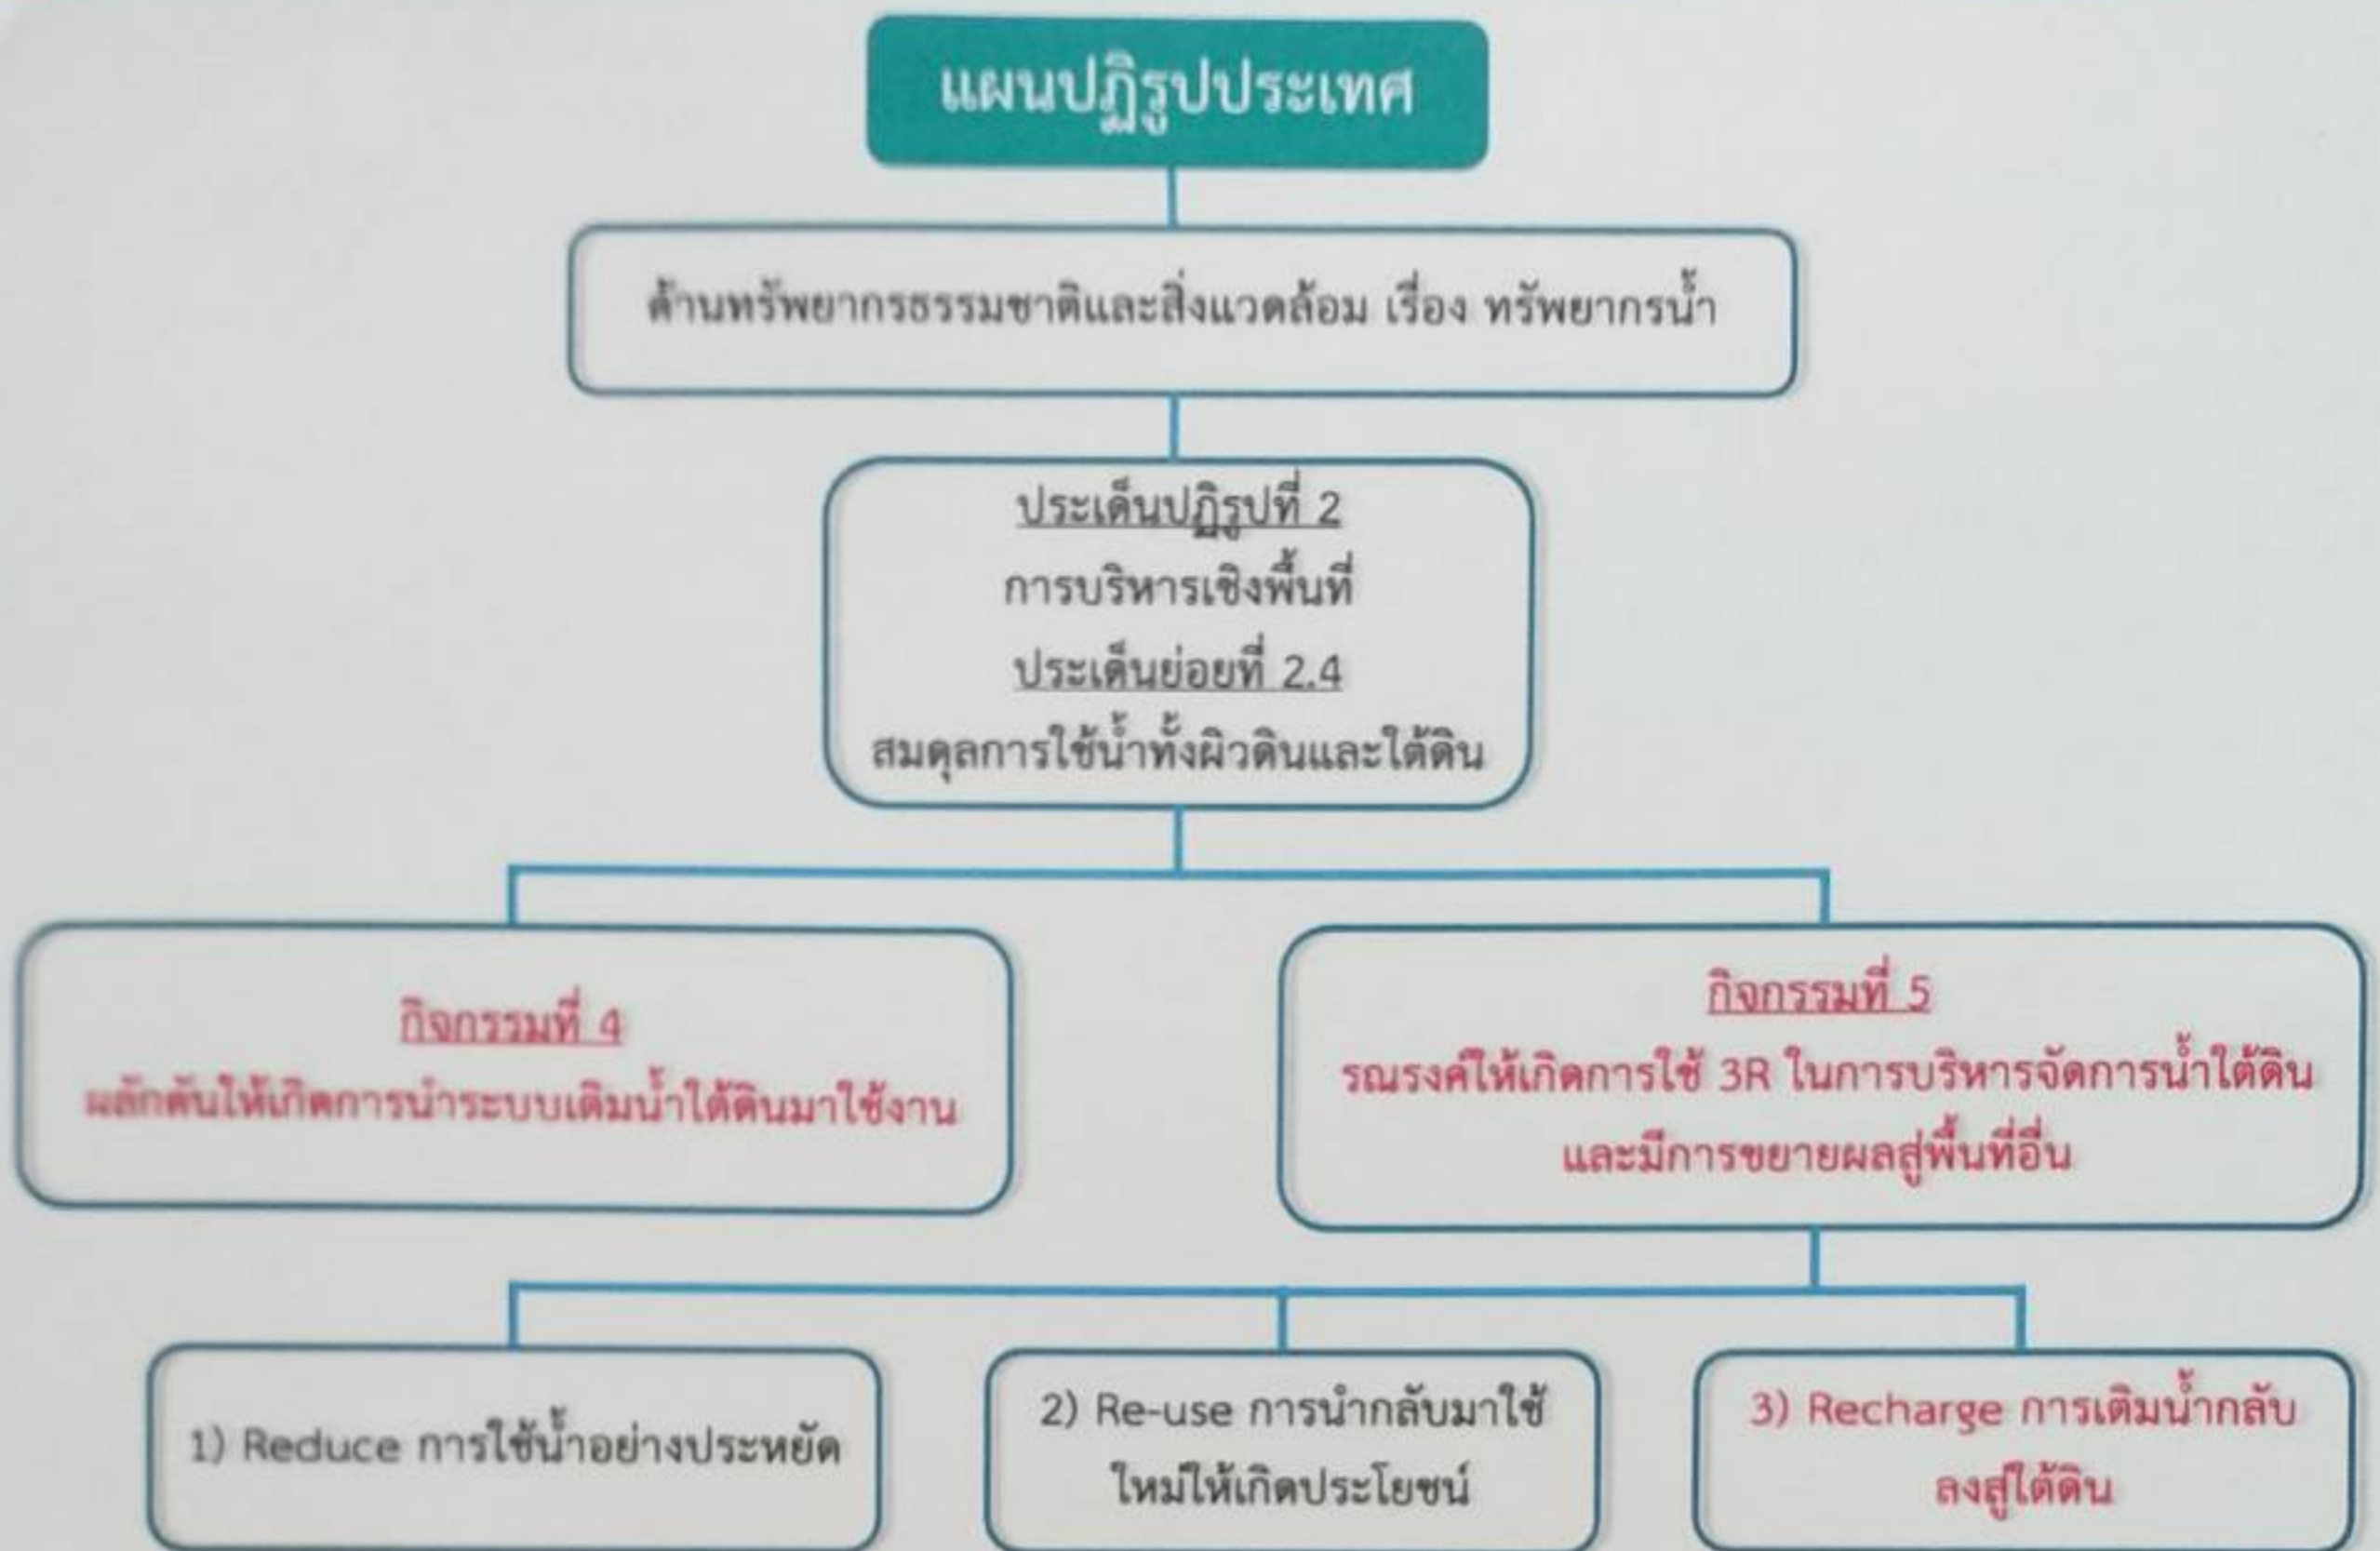 แผนปฏิรูปประเทศ
ด้านทรัพยากรธรรมชาติและสิ่งแวดล้อม เรื่อง ทรัพยากรน้ำ
ประเด็นปฏิรูปที่ 2
การบริหารเชิงพื้นที่
ประเด็นย่อยที่ 2.4
สมดุลการใช้น้ำทั้งผิวดินและใต้ดิน
กิจกรรมที่ 4
ผลักดันให้เกิดการนำระบบเติมน้ำใต้ดินมาใช้งาน
กิจกรรมที่ 5
รณรงค์ให้เกิดการใช้ 3R ในการบริหารจัดการน้ำใต้ดิน
และมีการขยายผลสู่พื้นที่อื่น
1) Reduce การใช้น้ำอย่างประหยัด
2) Re-use การนำกลับมาใช้
ใหม่ให้เกิดประโยชน์
3) Recharge การเติมน้ำกลับ
ลงสู่ใต้ดิน